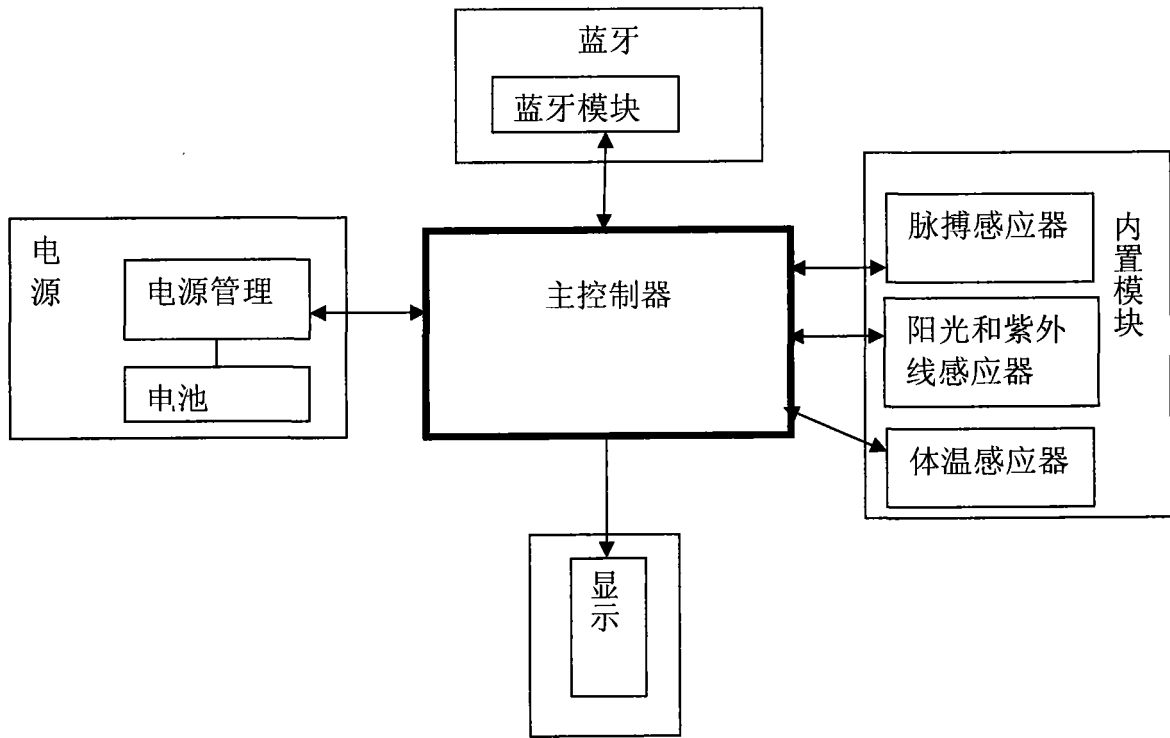 蓝牙
蓝牙模块
电源
电源管理
电池
主控制器
脉搏感应器
阳光和紫外
线感应器
体温感应器
内置模块
显示